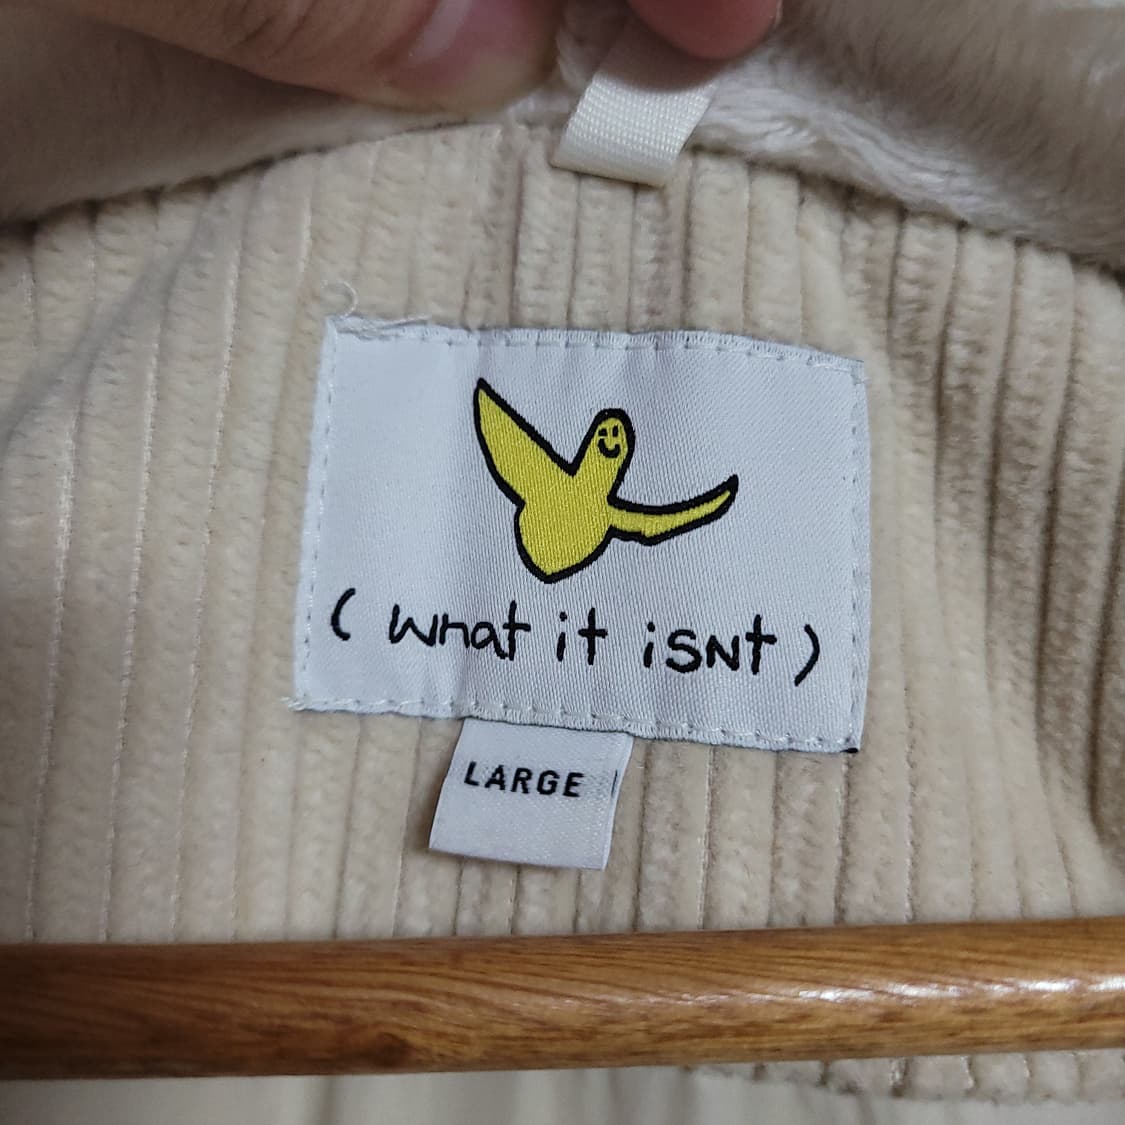 ( what it isNt )
LARGE